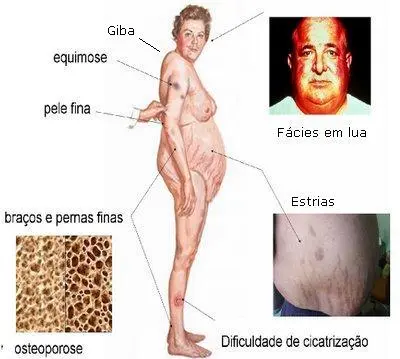 Giba
equimose
pele fina
Fácies em lua
Estrias
braços e pernas finas
osteoporose
Dificuldade de cicatrização